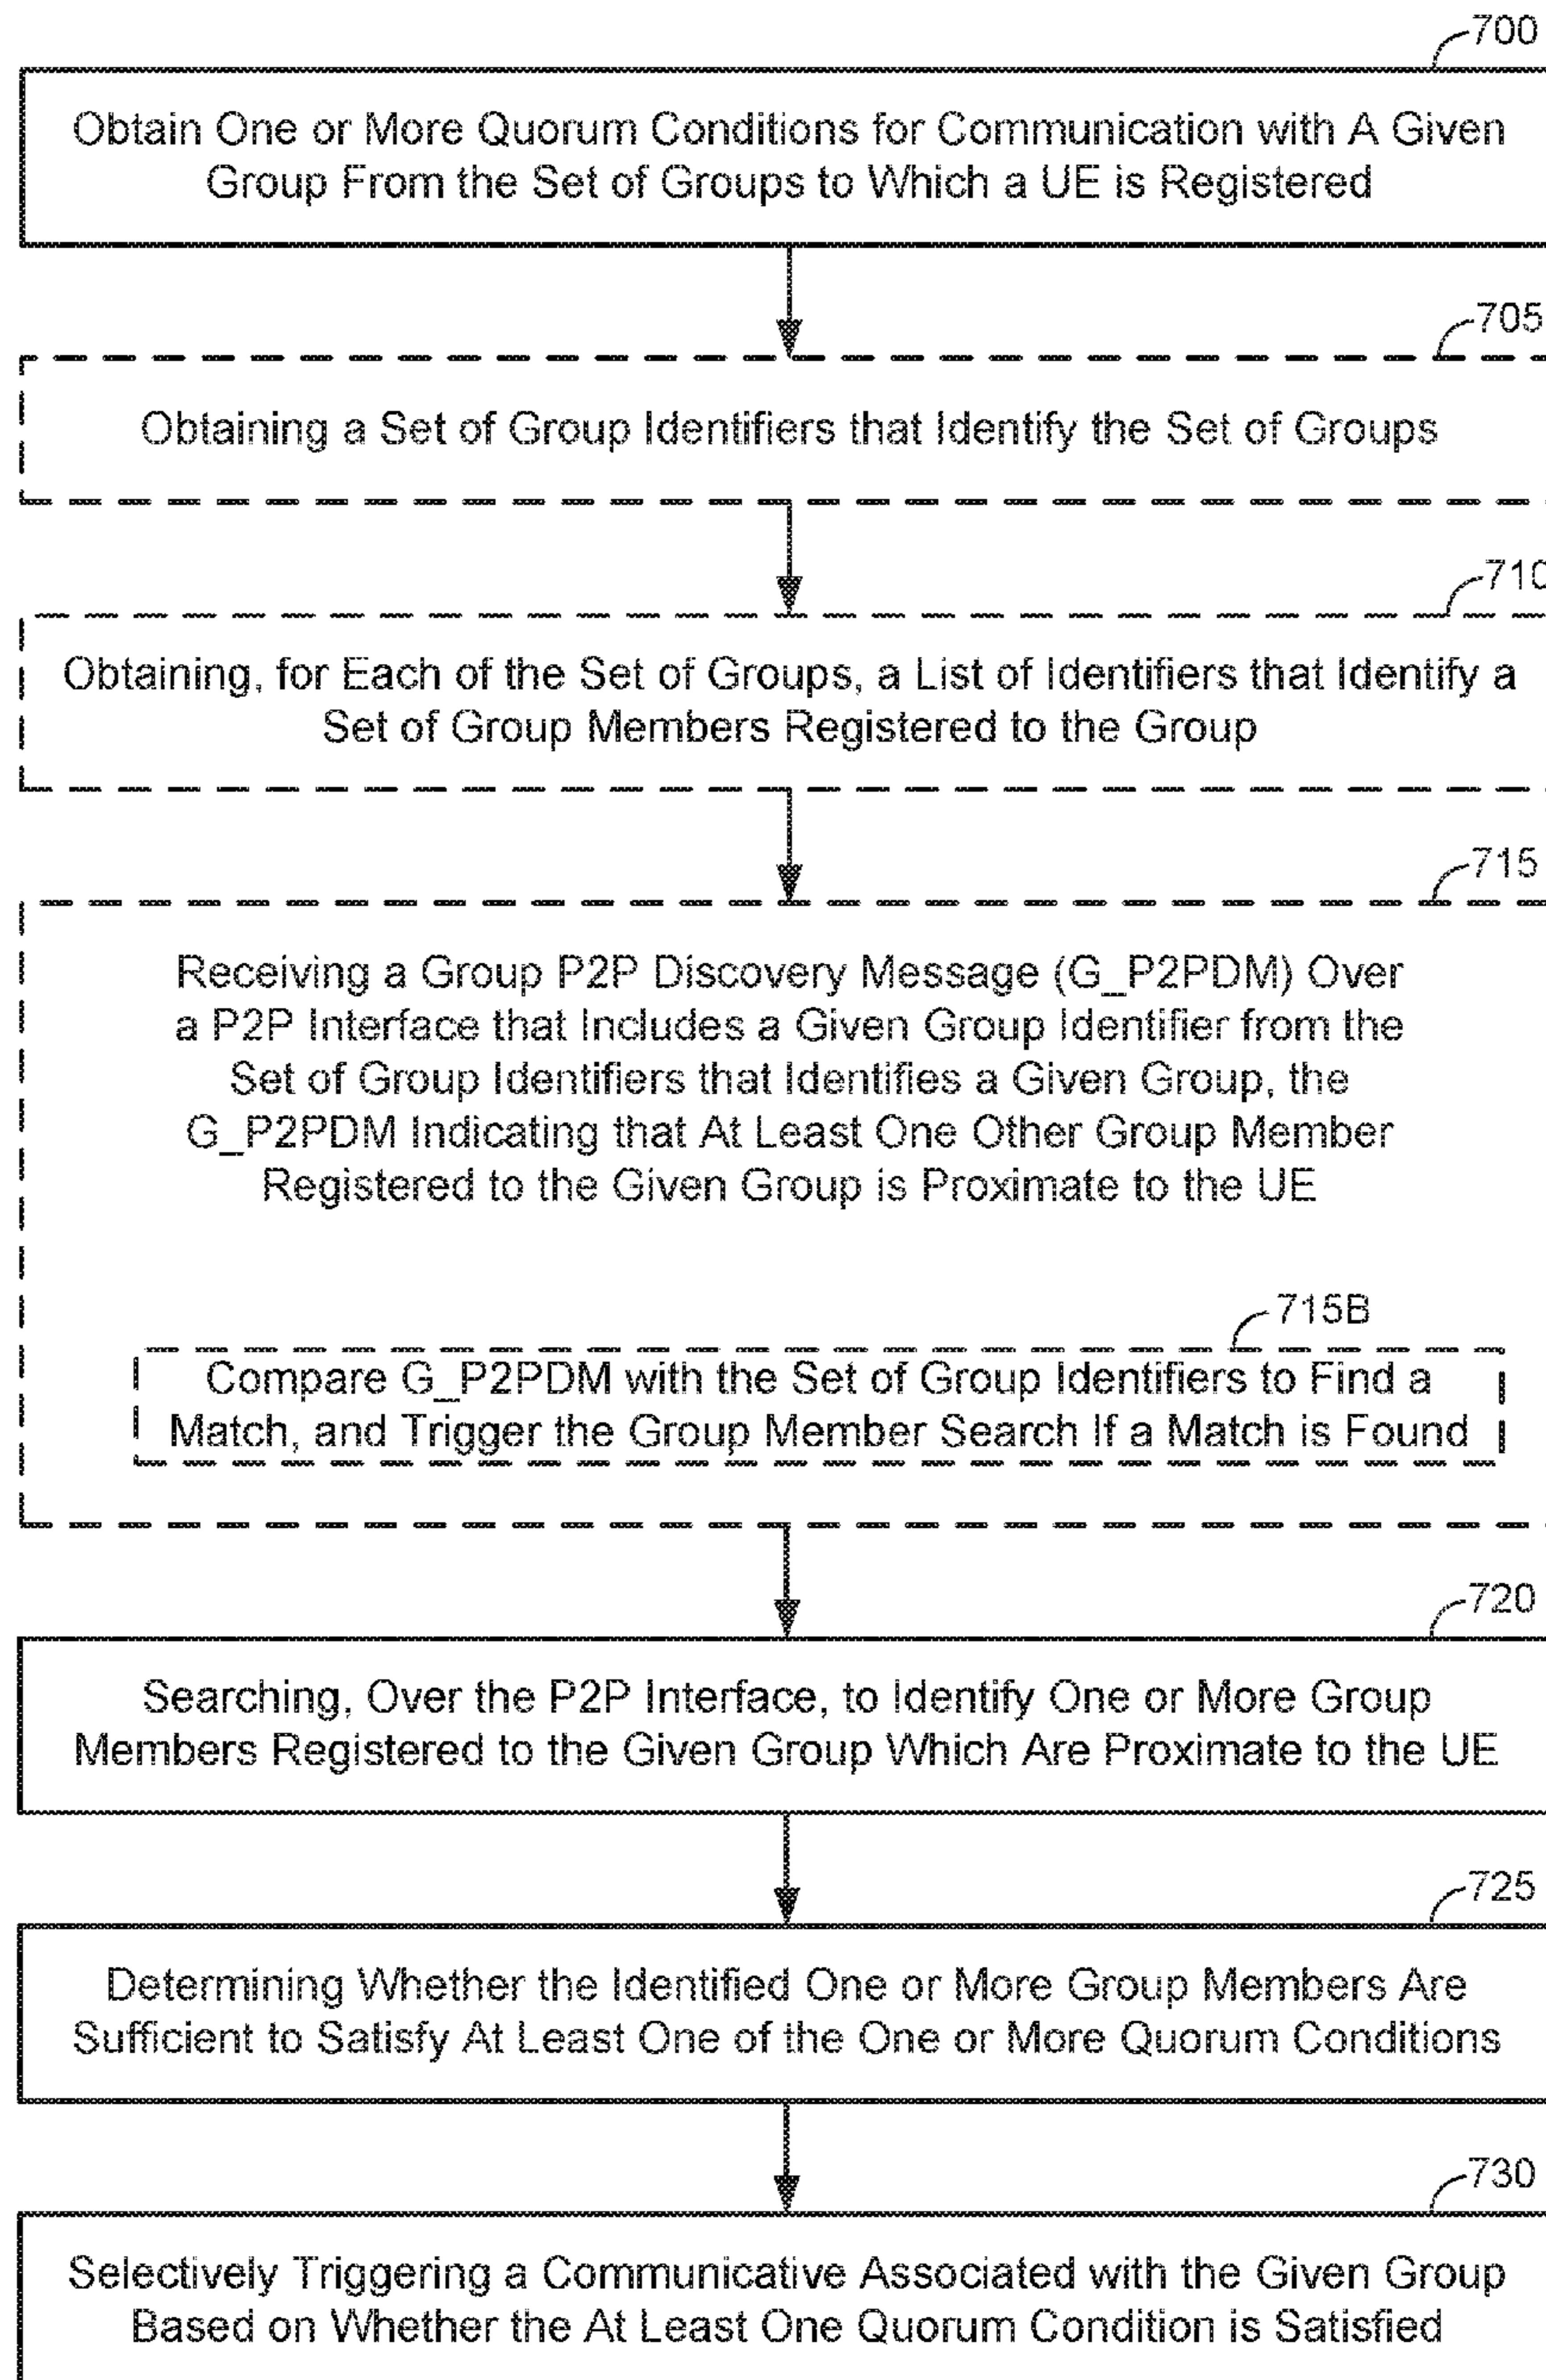 700
Obtain One or More Quorum Conditions for Communication with A Given
Group From the Set of Groups to Which a UE is Registered
705
Obtaining a Set of Group Identifiers that Identify the Set of Groups
710
Obtaining, for Each of the Set of Groups, a List of Identifiers that Identify a
Set of Group Members Registered to the Group
715
Receiving a Group P2P Discovery Message (G_P2PDM) Over
a P2P Interface that Includes a Given Group Identifier from the
Set of Group Identifiers that Identifies a Given Group, the
G_P2PDM Indicating that At Least One Other Group Member
Registered to the Given Group is Proximate to the UE
715B
Compare G_P2PDM with the Set of Group Identifiers to Find a
Match, and Trigger the Group Member Search If a Match is Found
720
Searching, Over the P2P Interface, to Identify One or More Group
Members Registered to the Given Group Which Are Proximate to the UE
725
Determining Whether the Identified One or More Group Members Are
Sufficient to Satisfy At Least One of the One or More Quorum Conditions
730
Selectively Triggering a Communicative Associated with the Given Group
Based on Whether the At Least One Quorum Condition is Satisfied